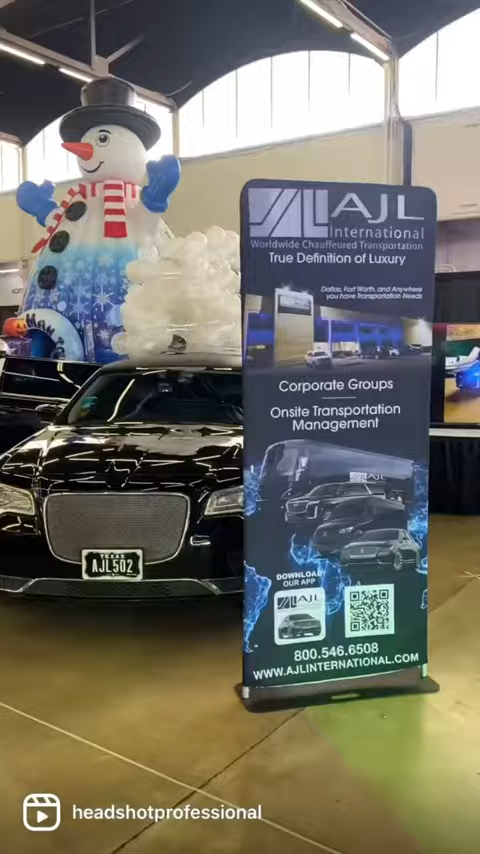 AJL
International
Worldwide Chauffeured Transportation
True Definition of Luxury
Dallas, Fort Worth, and Anywhere
you have Transportation Needs
Corporate Groups
Onsite Transportation
Management
AJL
TEXAS
AJL502
DOWNLOAD
OUR APP
AJL
800.546.6508
WWW.AJLINTERNATIONAL.COM
headshotprofessional